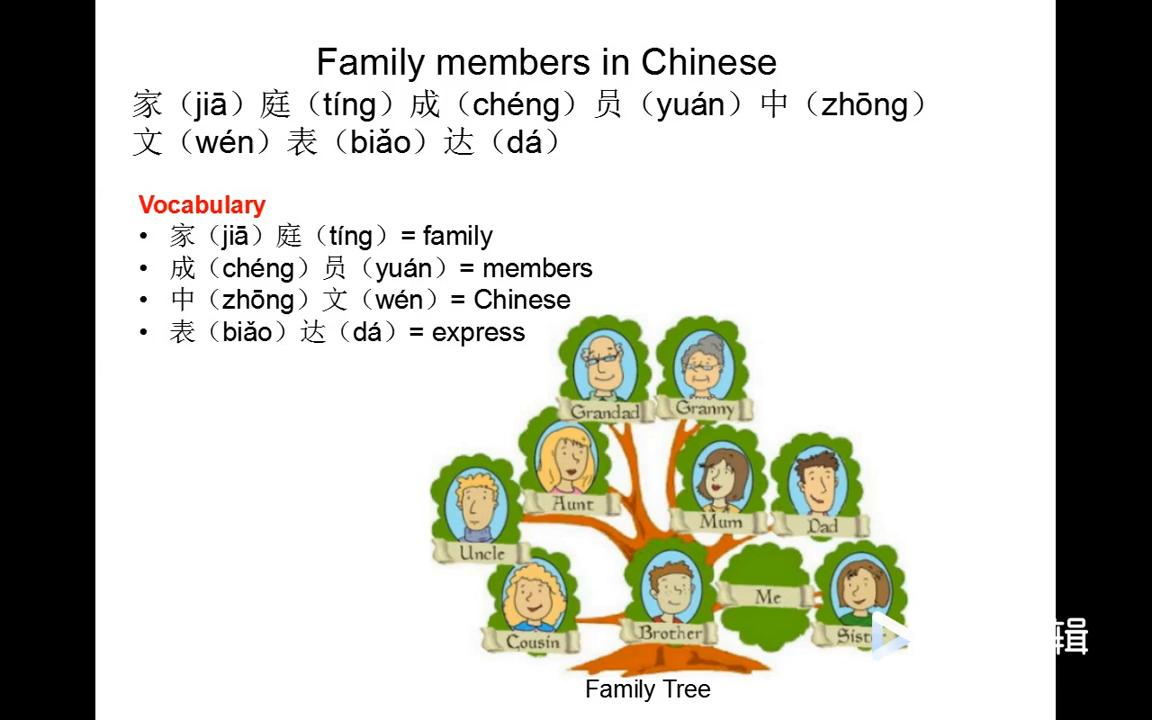 Family members in Chinese
家（jiā）庭（tíng）成（chéng）员（yuán）中（zhōng）
文（wén）表（biǎo）达（dá）
Vocabulary
• 家（jiā）庭（tíng）= family
• 成（chéng）员（yuán）= members
• 中（zhōng）文（wén）= Chinese
• 表（biǎo）达（dá）= express
Grandad Granny
Aunt
Mum Dad
Uncle
Me
Cousin Brother
辑
Family Tree